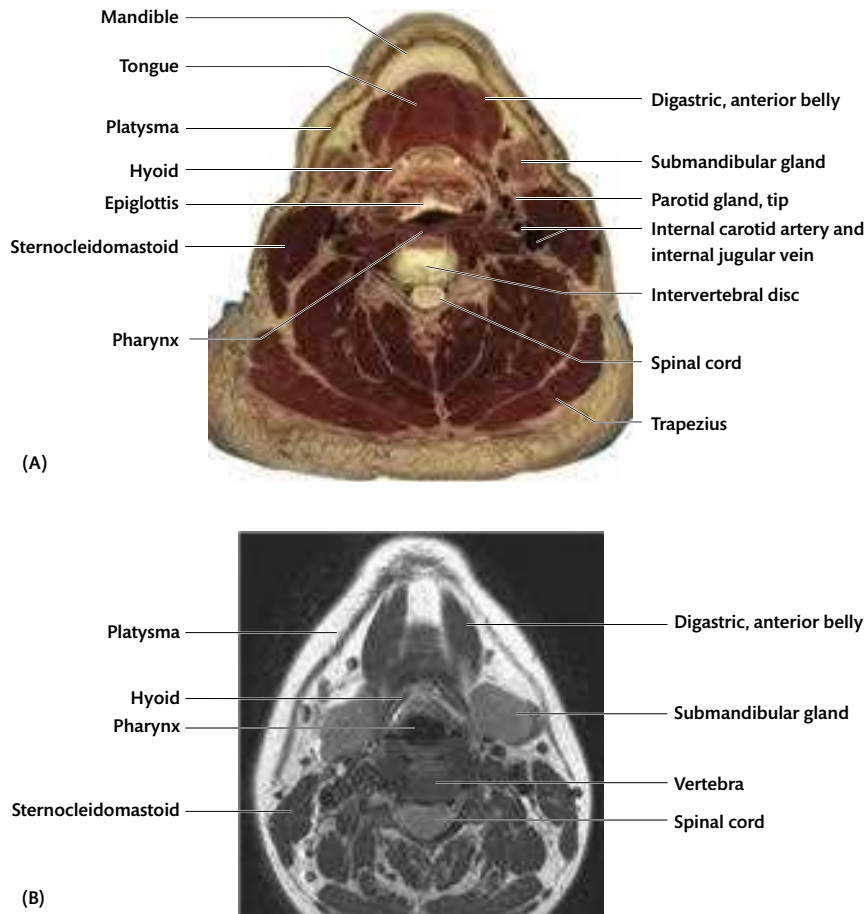 Mandible
Tongue
Platysma
Hyoid
Epiglottis
Sternocleidomastoid
Pharynx
Digastric, anterior belly
Submandibular gland
Parotid gland, tip
Internal carotid artery and
internal jugular vein
Intervertebral disc
Spinal cord
Trapezius
(A)
Platysma
Hyoid
Pharynx
Sternocleidomastoid
Digastric, anterior belly
Submandibular gland
Vertebra
Spinal cord
(B)